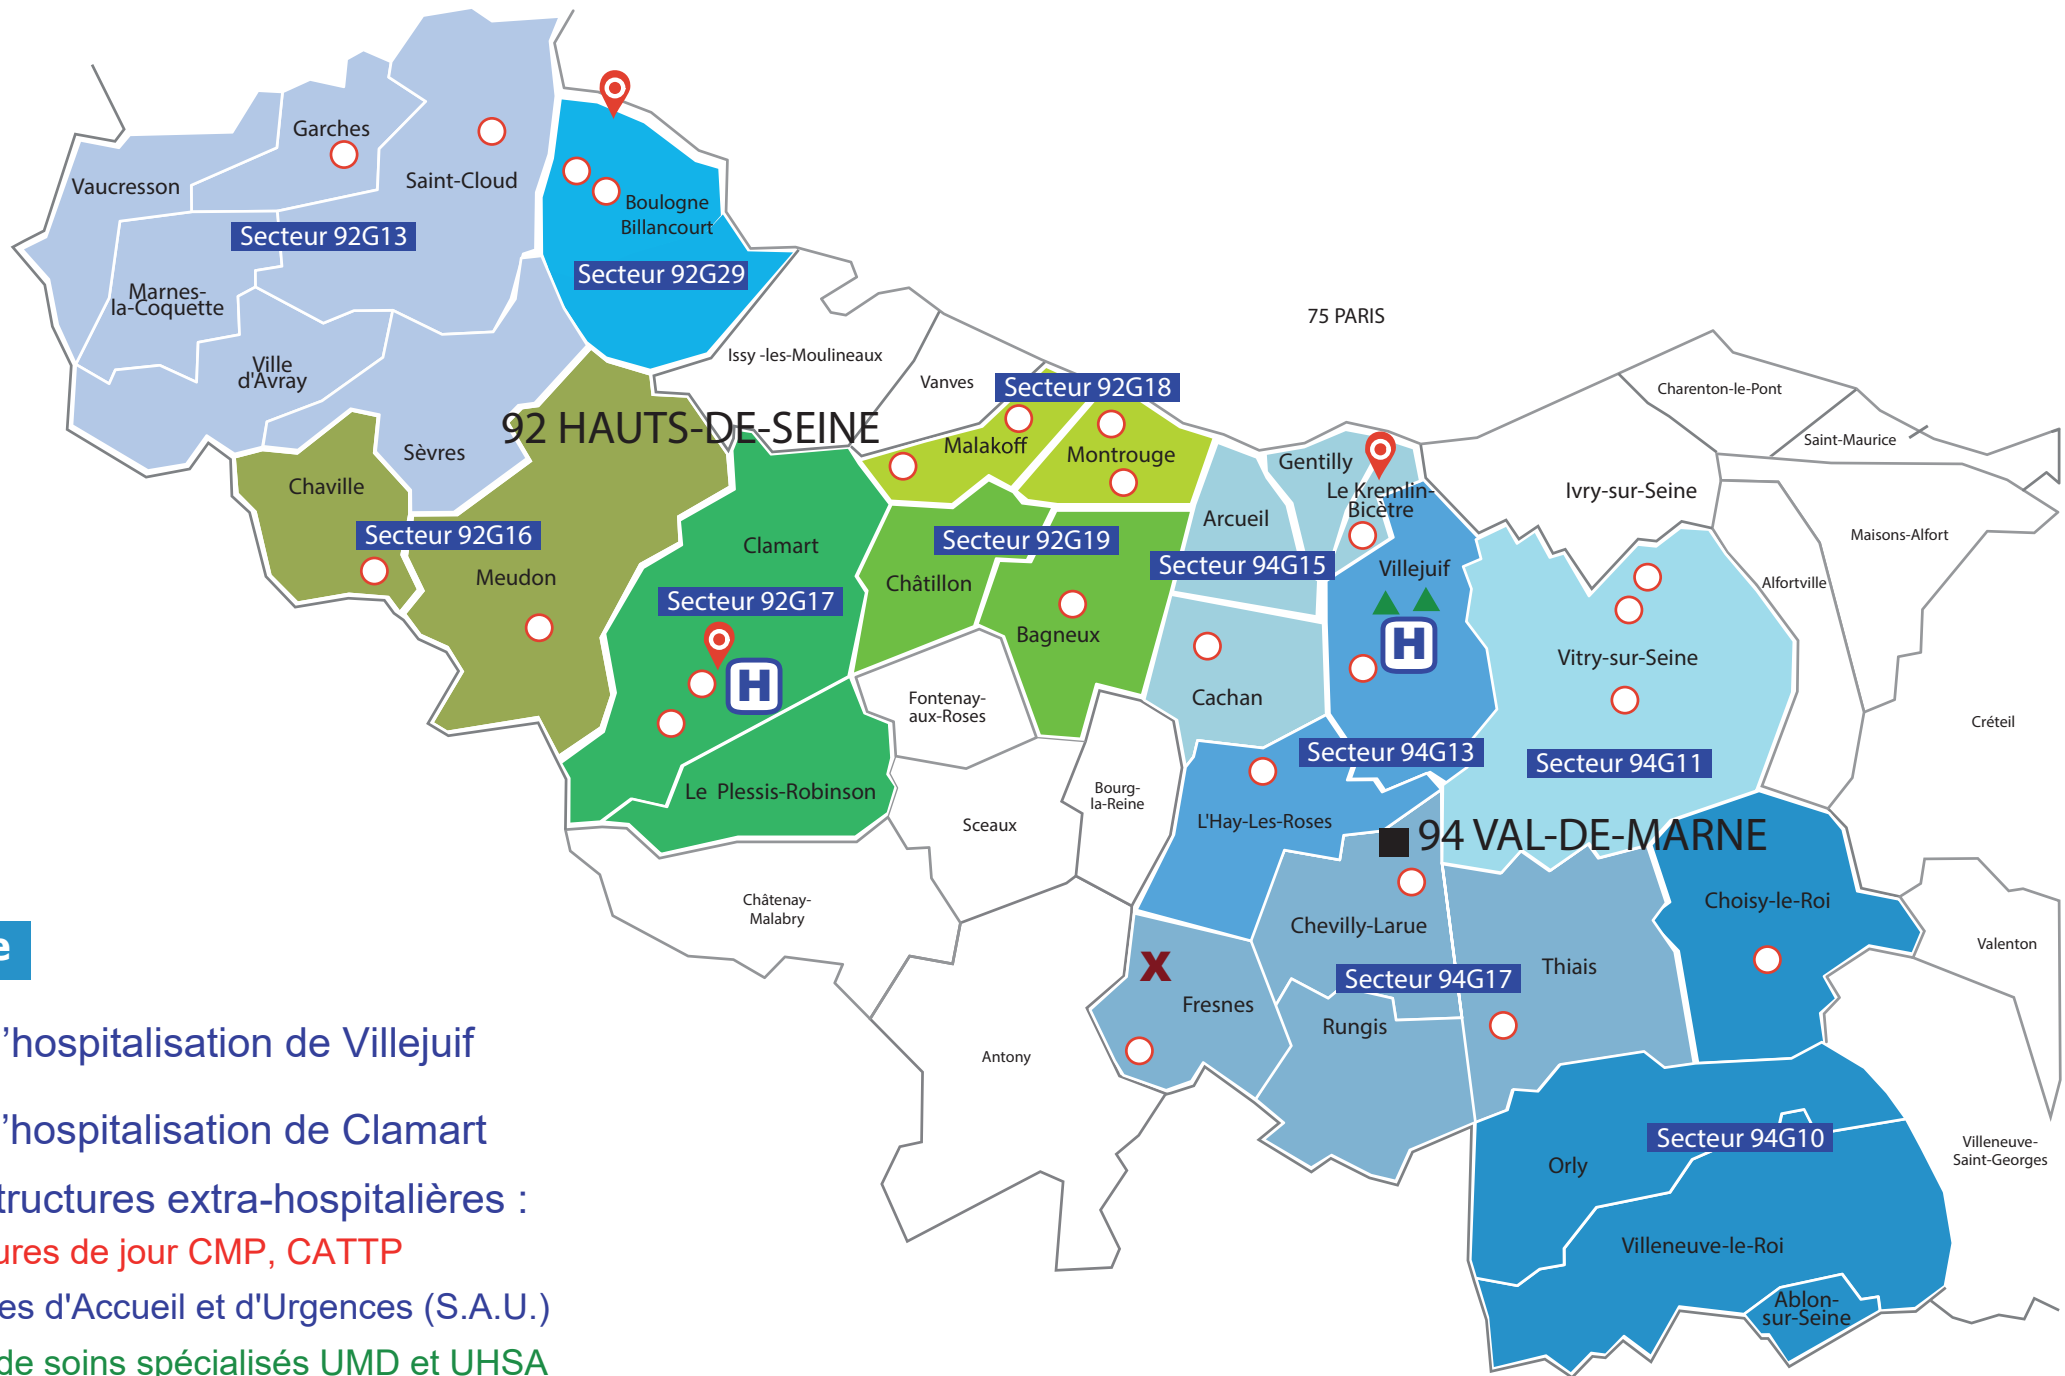 Garches
Vaucresson
Saint-Cloud
Boulogne
Billancourt
Secteur 92G13
Secteur 92G29
Marnes-
la-Coquette
75 PARIS
Ville
d'Avray
Issy -les-Moulineaux
Vanves
Secteur 92G18
Charenton-le-Pont
92 HAUTS-DE-SEINE
Saint-Maurice
Sèvres
Malakoff
Montrouge
Gentilly
Chaville
Le Kremlin-
Bicètre
Ivry-sur-Seine
Arcueil
Secteur 92G16
Clamart
Secteur 92G19
Maisons-Alfort
Meudon
Châtillon
Secteur 94G15
Villejuif
Alfortville
Secteur 92G17
Bagneux
H
Vitry-sur-Seine
H
Fontenay-
aux-Roses
Cachan
Créteil
Secteur 94G13
Secteur 94G11
Le Plessis-Robinson
Bourg-
la-Reine
Sceaux
L'Hay-Les-Roses
94 VAL-DE-MARNE
Châtenay-
Malabry
Choisy-le-Roi
Chevilly-Larue
e
Valenton
X
Thiais
Secteur 94G17
Fresnes
Rungis
'hospitalisation de Villejuif
Antony
'hospitalisation de Clamart
Secteur 94G10
Villeneuve-
Saint-Georges
Orly
tructures extra-hospitalières :
ures de jour CMP, CATTP
Villeneuve-le-Roi
es d'Accueil et d'Urgences (S.A.U.)
Ablon-
sur-Seine
de soins spécialisés UMD et UHSA